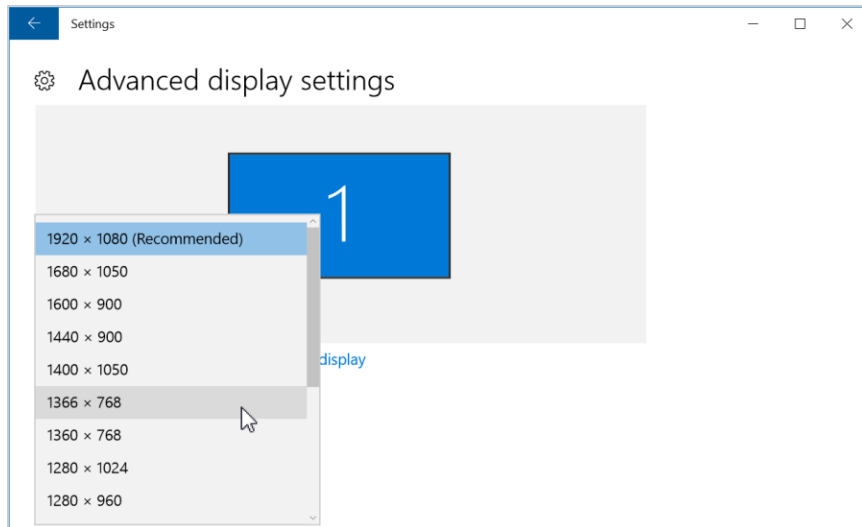 Settings
Advanced display settings
1
1920 × 1080 (Recommended)
1680 × 1050
1600 × 900
1440 × 900
1400 × 1050
display
1366 × 768
1360 × 768
1280 × 1024
1280 × 960